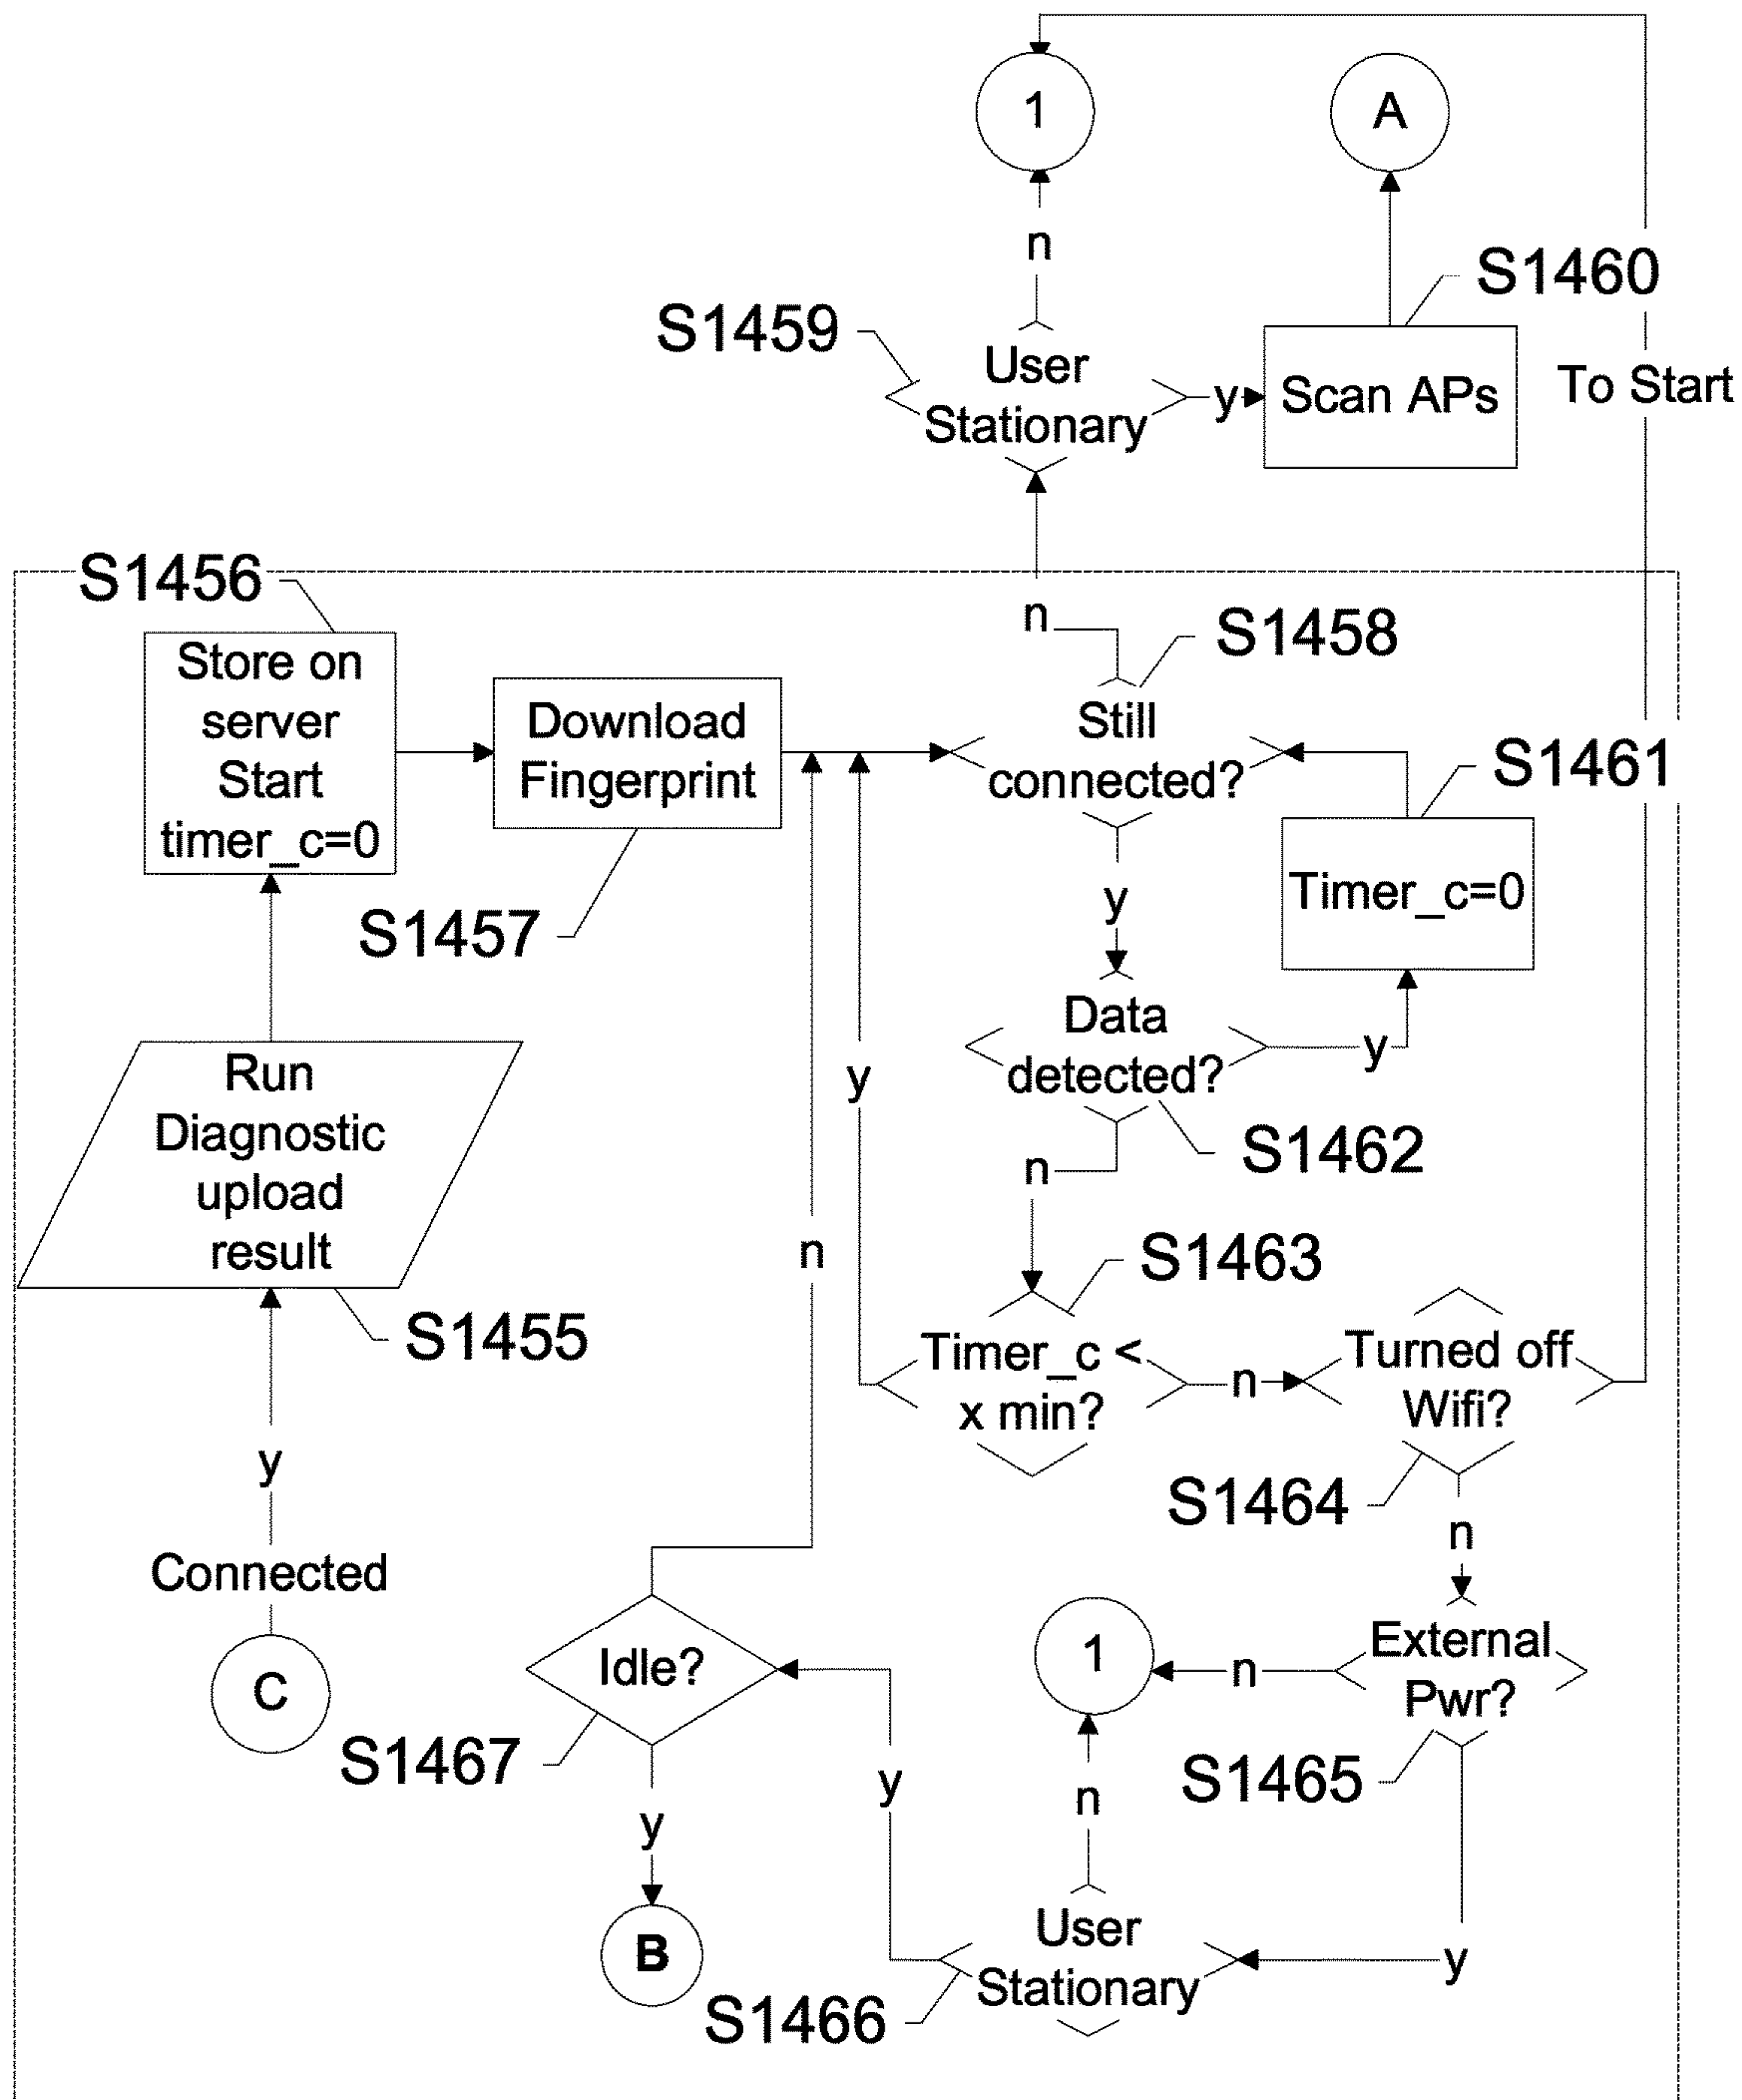 1
A
n
S1460
S1459
User
Stationary
y
Scan APs
To Start
S1456
n
S1458
Store on
server
Start
timer_c=0
Download
Fingerprint
Still
connected?
S1461
S1457
y
Timer_c=0
Data
detected?
y
y
S1462
n
Run
Diagnostic
upload
result
n
S1463
S1455
Timer_c <
x min?
n
Turned off
Wifi?
y
S1464
n
Connected
C
Idle?
1
n
External
Pwr?
S1467
y
n
S1465
y
B
User
Stationary
y
S1466